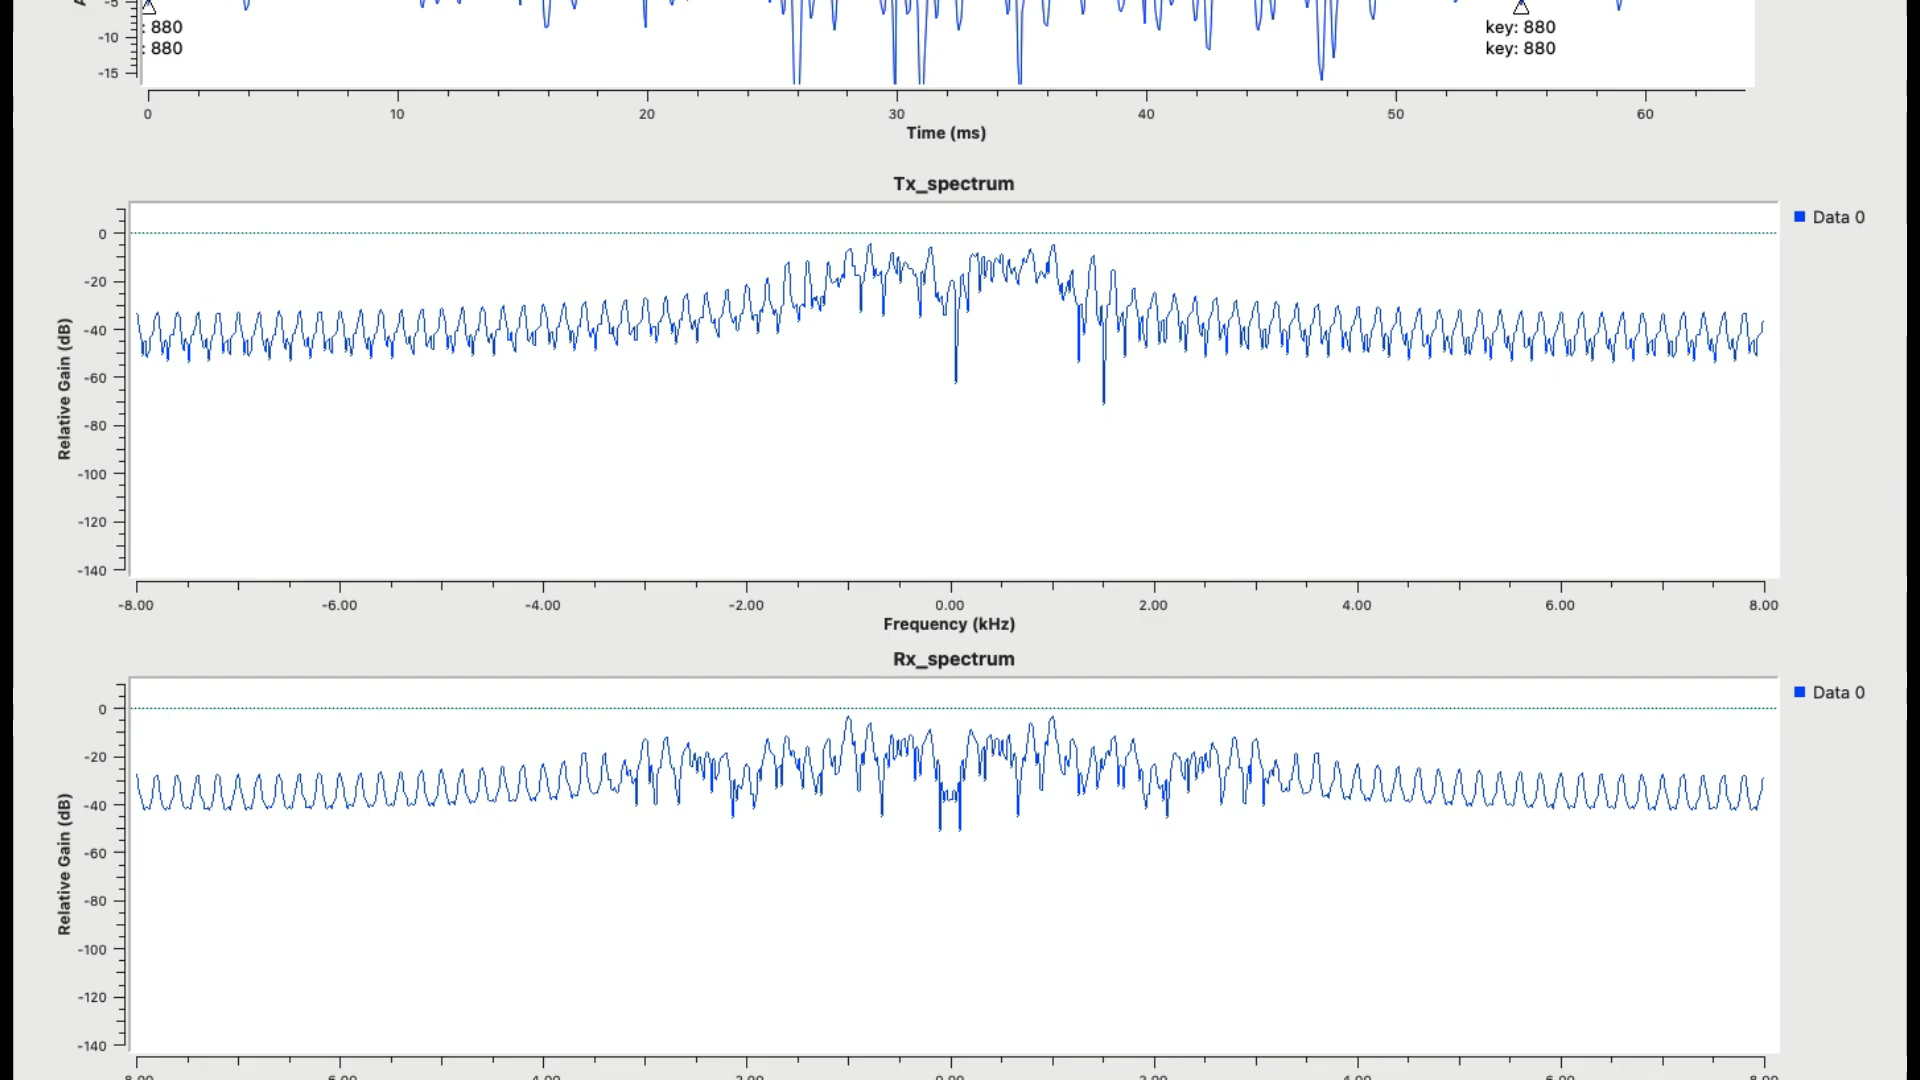 -5
: 880
key: 880
-10
: 880
key: 880
-15
0 10 20 30 40 50 60
Time (ms)
Tx_spectrum
Data 0
0
-20
-40
-60
-80
-100
-120
-140
Relative Gain (dB)
-8.00 -6.00 -4.00 -2.00 0.00 2.00 4.00 6.00 8.00
Frequency (kHz)
Rx_spectrum
Data 0
0
-20
-40
-60
-80
-100
-120
-140
Relative Gain (dB)